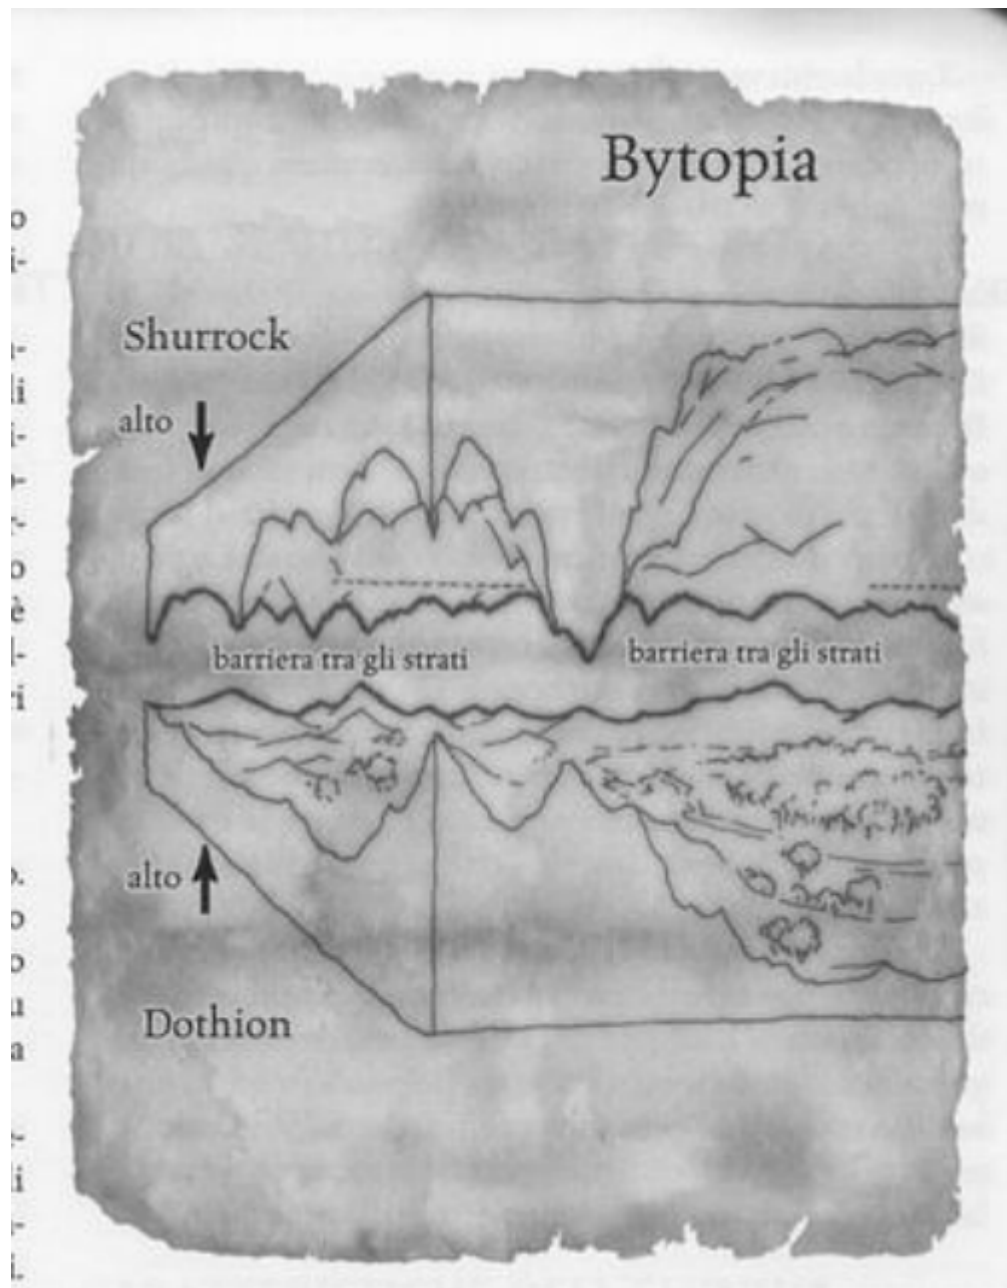 Bytopia
Shurrock
alto
barriera tra gli strati
barriera tra gli strati
alto
Dothion